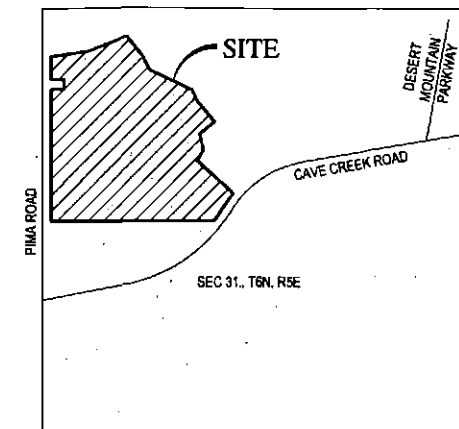 SITE
DESERT
MOUNTAIN
PARKWAY
CAVE CREEK ROAD
PIMA ROAD
SEC 31., T6N, R5E